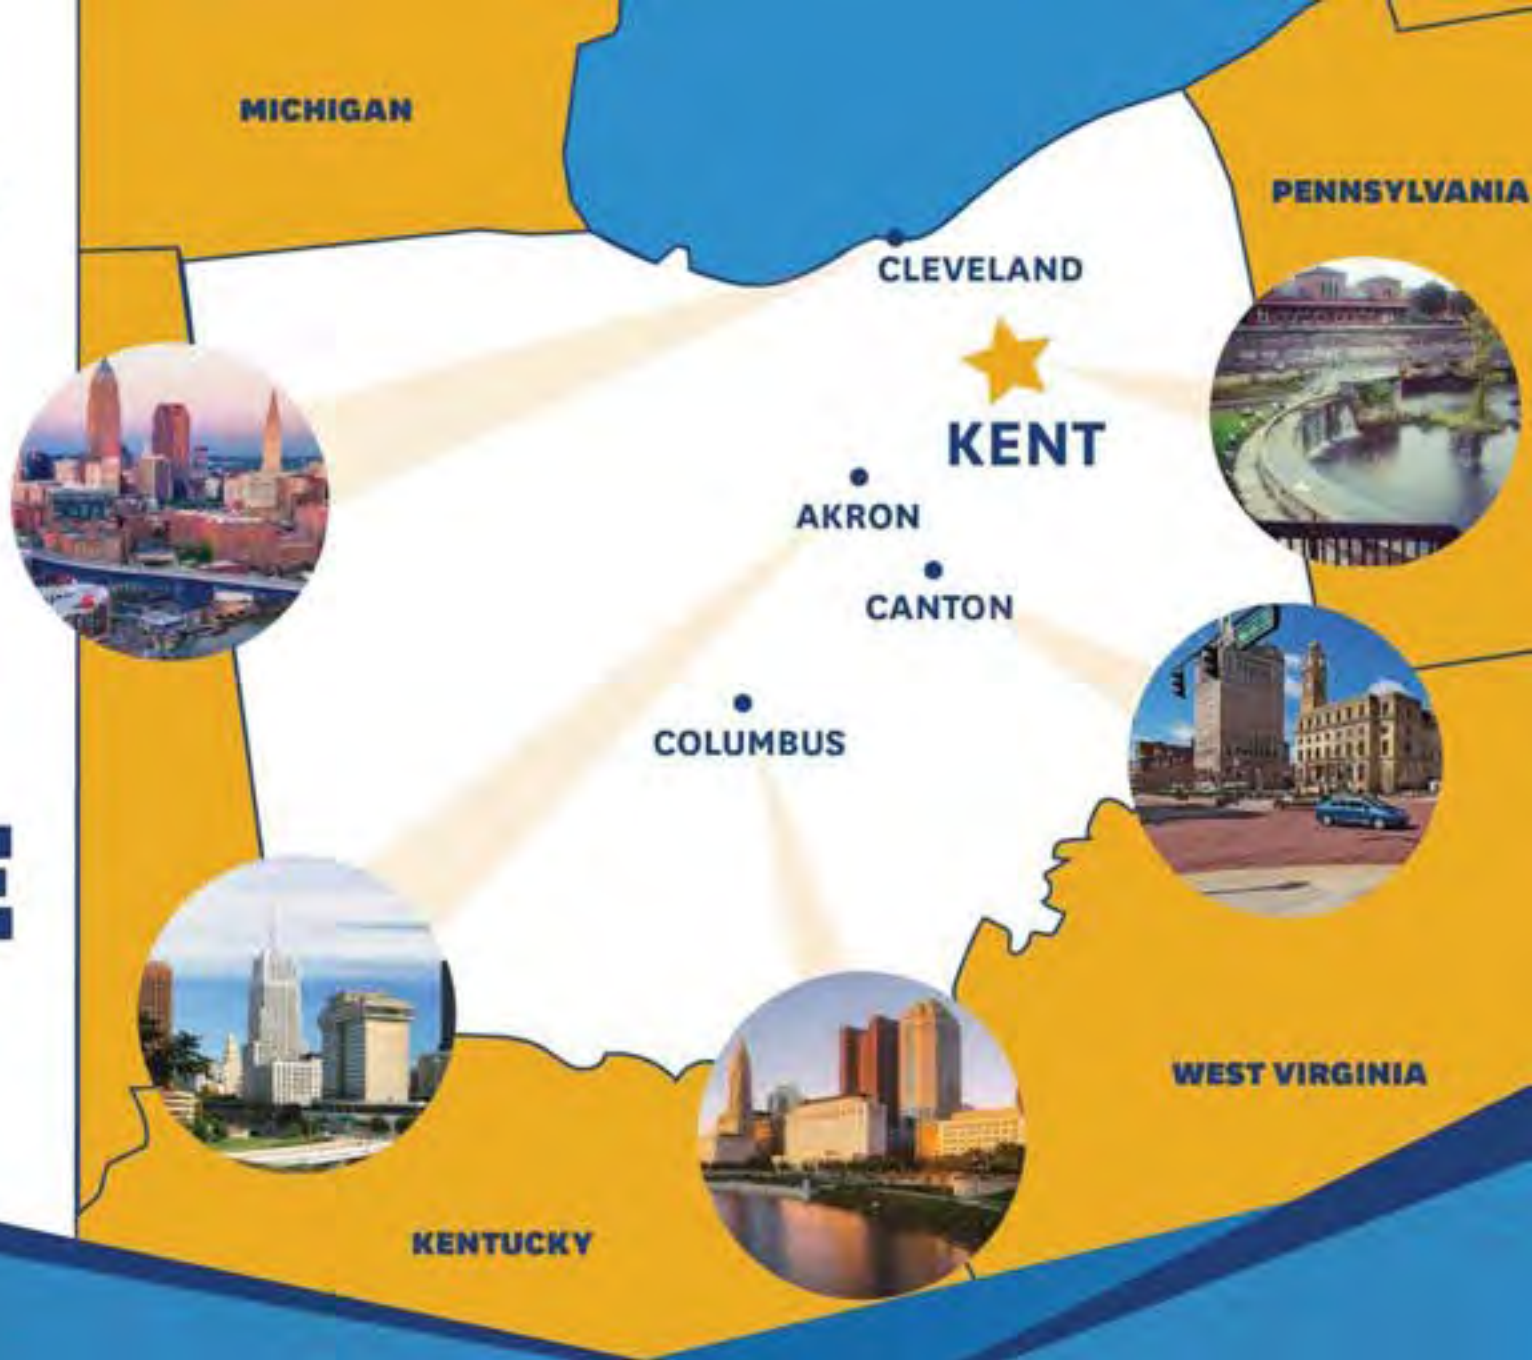 MICHIGAN
PENNSYLVANIA
CLEVELAND
KENT
AKRON
CANTON
COLUMBUS
E
WEST VIRGINIA
KENTUCKY